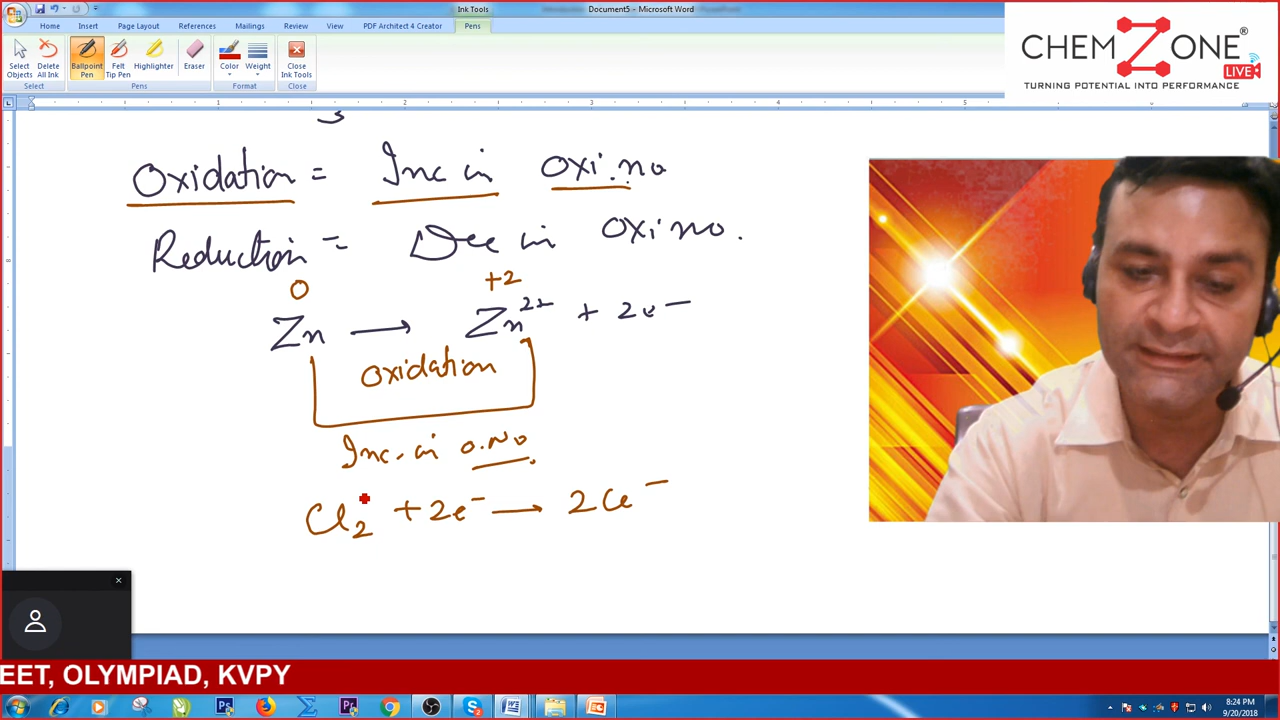 Ink Tools
Document5 - Microsoft Word
Home Insert Page Layout References Mailings Review View PDF Architect 4 Creator Pens
Select Objects
Delete All Ink
Ballpoint Pen
Felt Tip Pen
Highlighter
Eraser
Color
Weight
Close Ink Tools
Select Pens Format Close
CHEMZONE®
LIVE
TURNING POTENTIAL INTO PERFORMANCE
Oxidation = Inc in Oxi.no
Reduction = Dec in Oxi no.
0 +2
Zn → Zn²⁺ + 2e⁻
Oxidation
Inc. in O.No.
Cl₂ + 2e⁻ → 2Cl⁻
EET, OLYMPIAD, KVPY
8:24 PM
9/20/2018